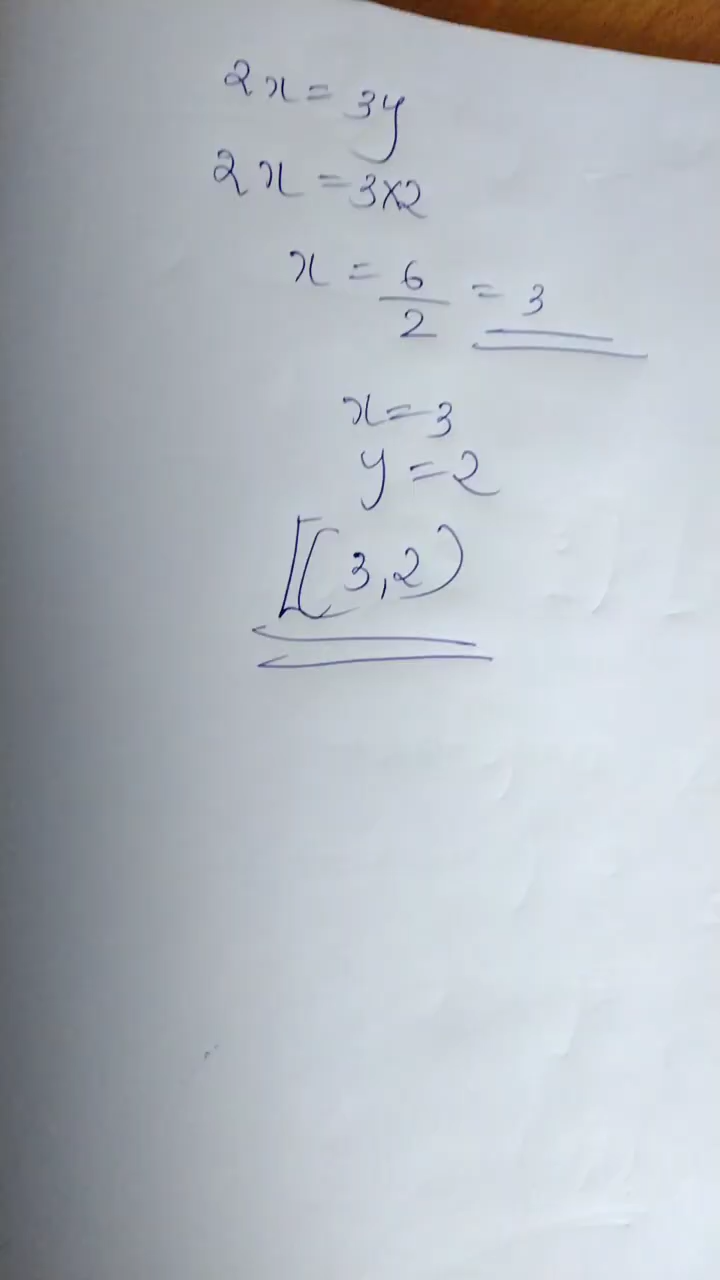 2x = 3y
2x = 3×2
x = 6/2 = 3
x = 3
y = 2
[(3,2)